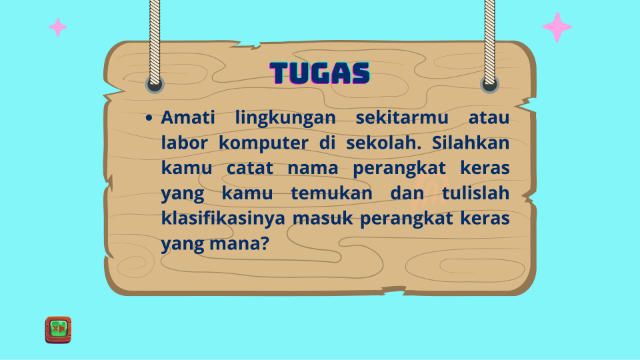 TUGAS
• Amati lingkungan sekitarmu atau
labor komputer di sekolah. Silahkan
kamu catat nama perangkat keras
yang kamu temukan dan tulislah
klasifikasinya masuk perangkat keras
yang mana?